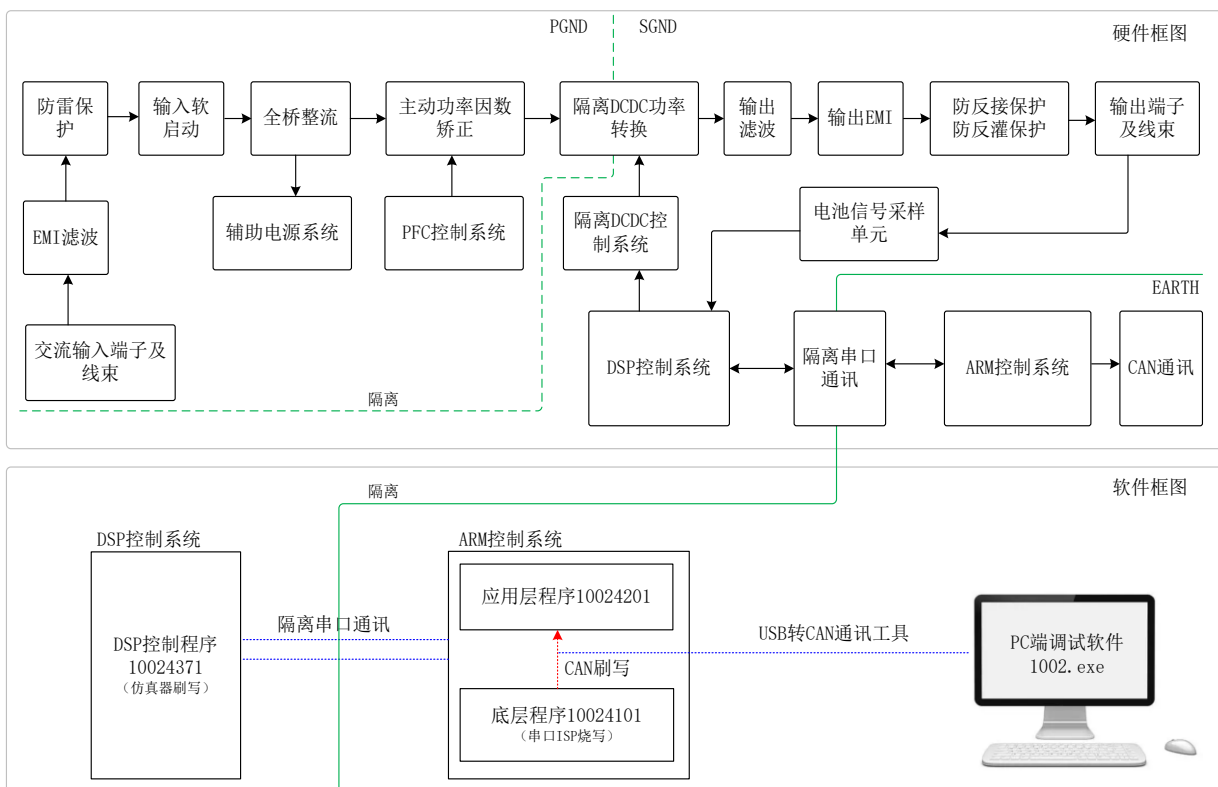 PGND
SGND
硬件框图
防雷保
护
输入软
启动
全桥整流
主动功率因数
矫正
隔离DCDC功率
转换
输出
滤波
输出EMI
防反接保护
防反灌保护
输出端子
及线束
EMI滤波
辅助电源系统
PFC控制系统
隔离DCDC控
制系统
电池信号采样
单元
EARTH
交流输入端子及
线束
DSP控制系统
隔离串口
通讯
ARM控制系统
CAN通讯
隔离
软件框图
隔离
DSP控制系统
ARM控制系统
应用层程序10024201
DSP控制程序
10024371
(仿真器刷写)
隔离串口通讯
CAN刷写
USB转CAN通讯工具
PC端调试软件
1002.exe
底层程序10024101
(串口ISP烧写)